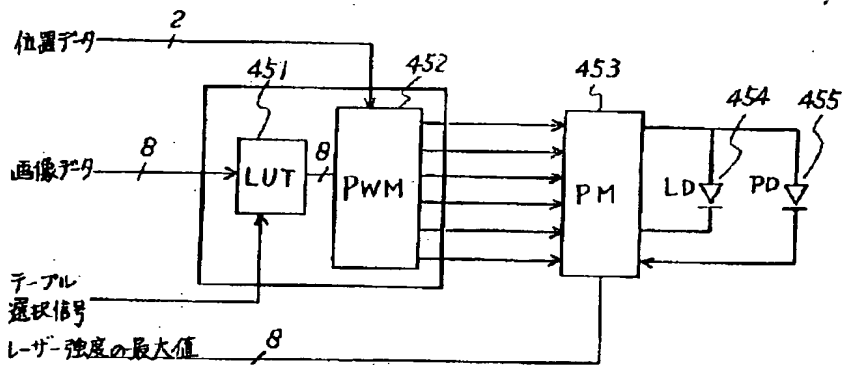 位置データ
2
451
452
453
454
455
画像データ
8
LUT
8
PWM
PM
LD
PD
テーブル
選択信号
レーザー強度の最大値
8